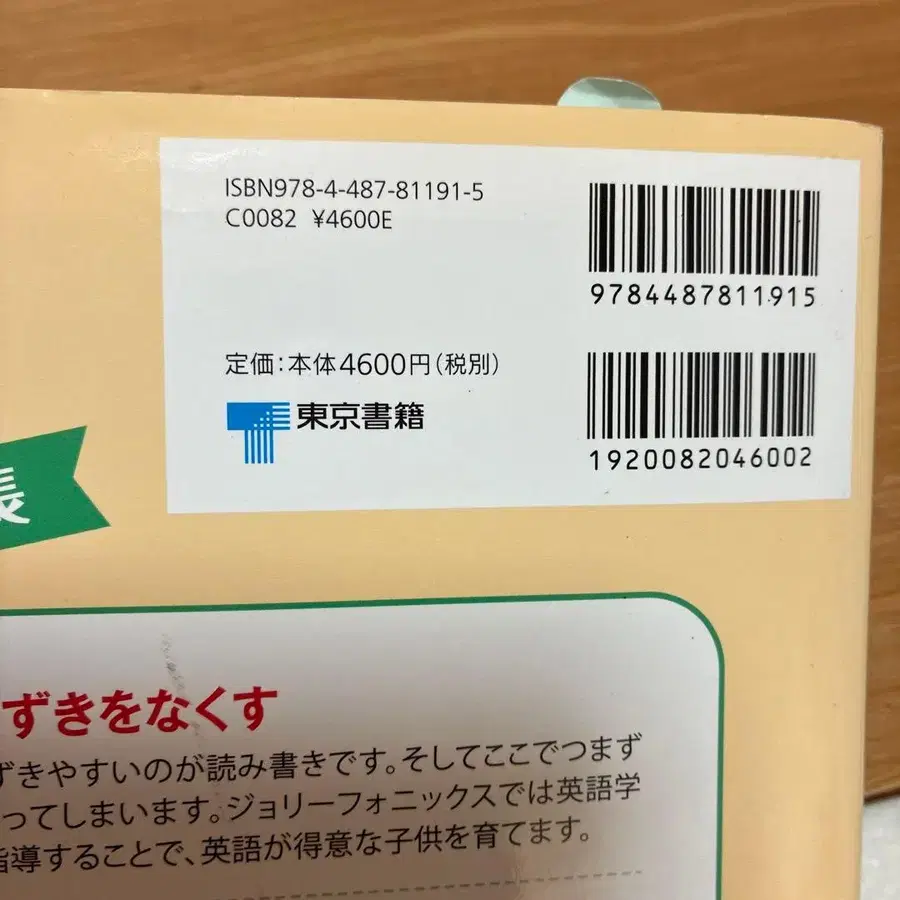 ISBN978-4-487-81191-5
C0082 ¥4600E
9784487811915
定価:本体4600円(税別)
東京書籍
1920082046002
ずきをなくす
ずきやすいのが読み書きです。そしてここでつまず
ってしまいます。ジョリーフォニックスでは英語学
指導することで、英語が得意な子供を育てます。